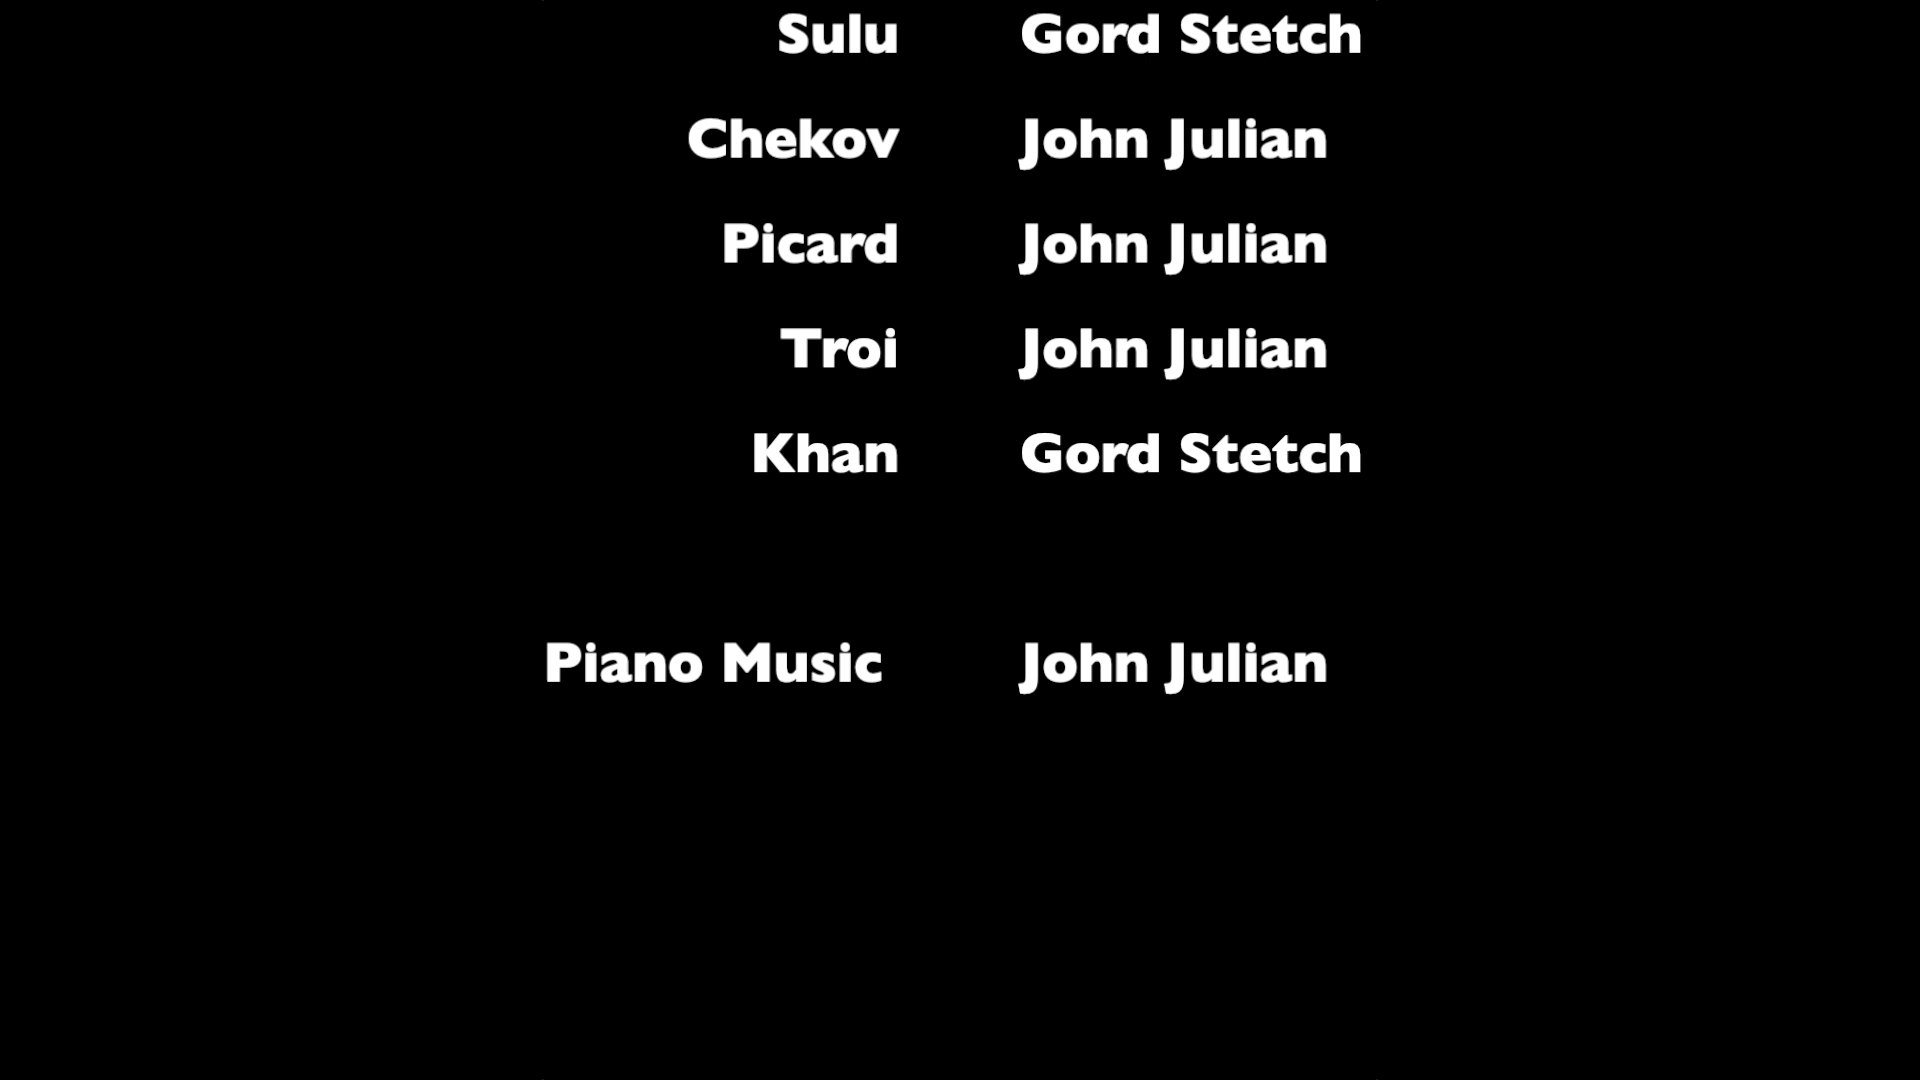 Sulu Gord Stetch
Chekov John Julian
Picard John Julian
Troi John Julian
Khan Gord Stetch
Piano Music John Julian